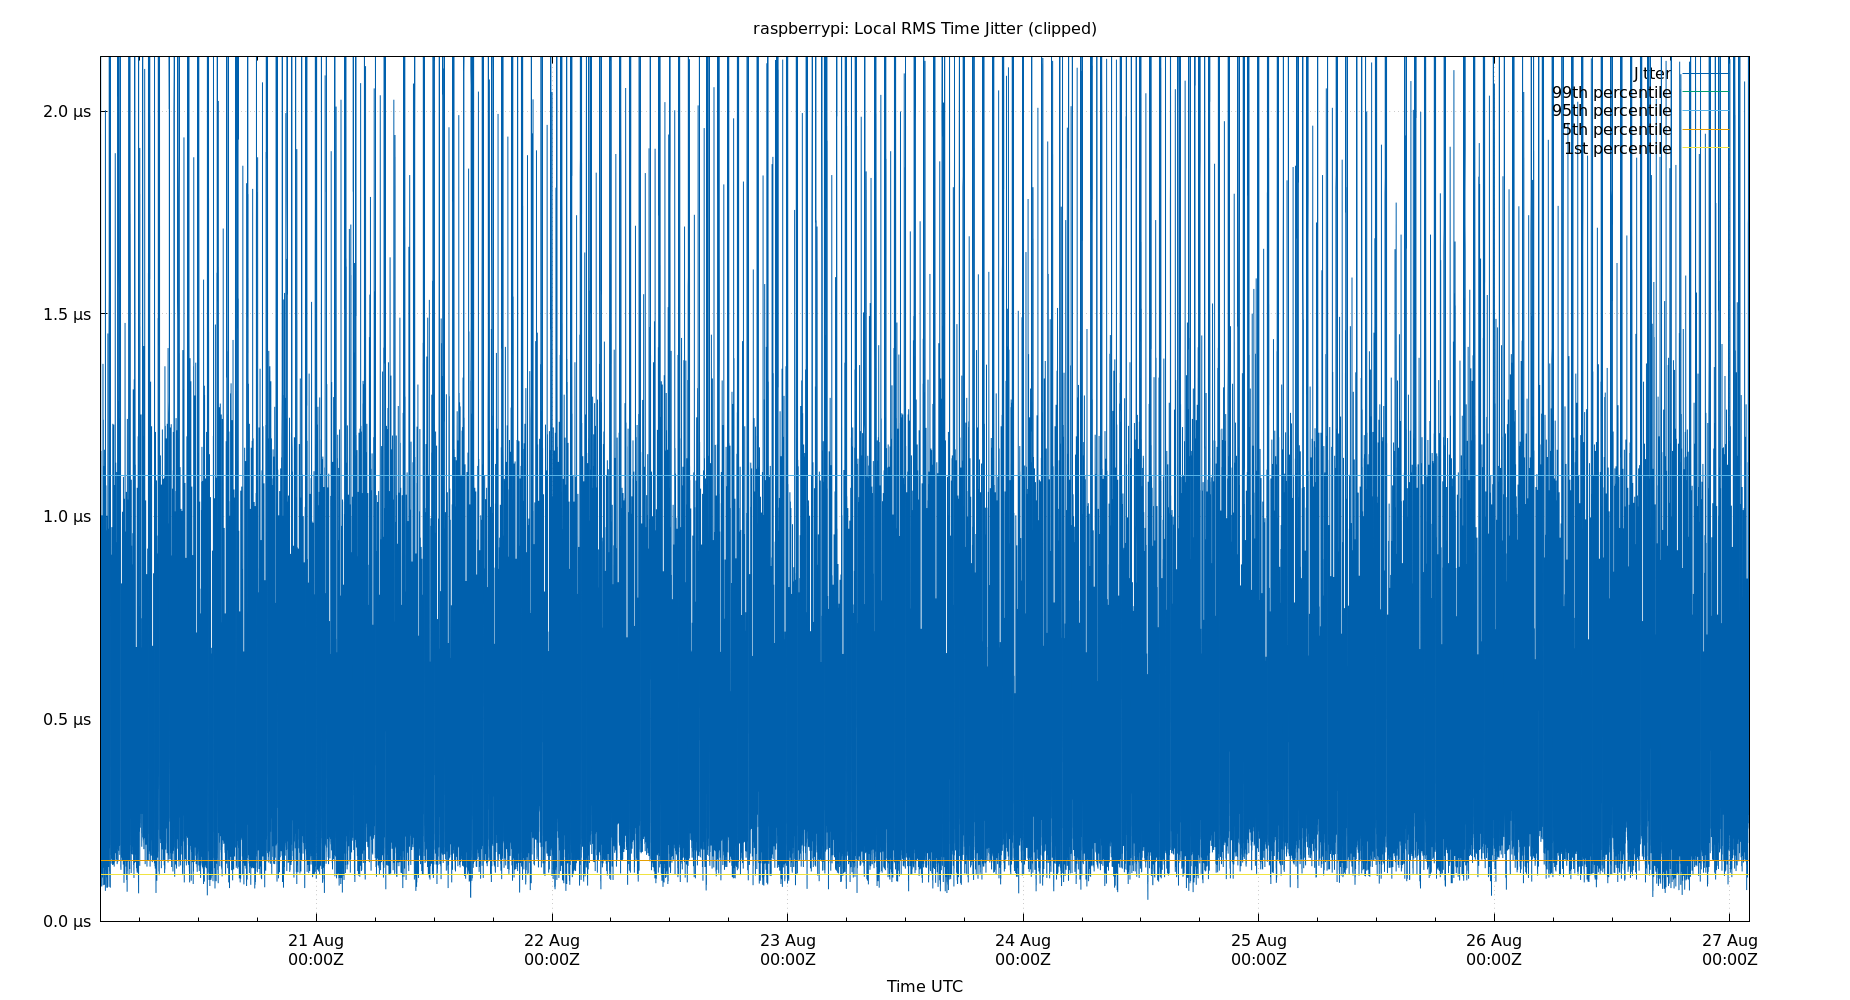 raspberrypi: Local RMS Time Jitter (clipped)
Jitter
99th percentile
95th percentile
5th percentile
1st percentile
2.0 µs
1.5 µs
1.0 µs
0.5 µs
0.0 µs
21 Aug
00:00Z
22 Aug
00:00Z
23 Aug
00:00Z
24 Aug
00:00Z
25 Aug
00:00Z
26 Aug
00:00Z
27 Aug
00:00Z
Time UTC